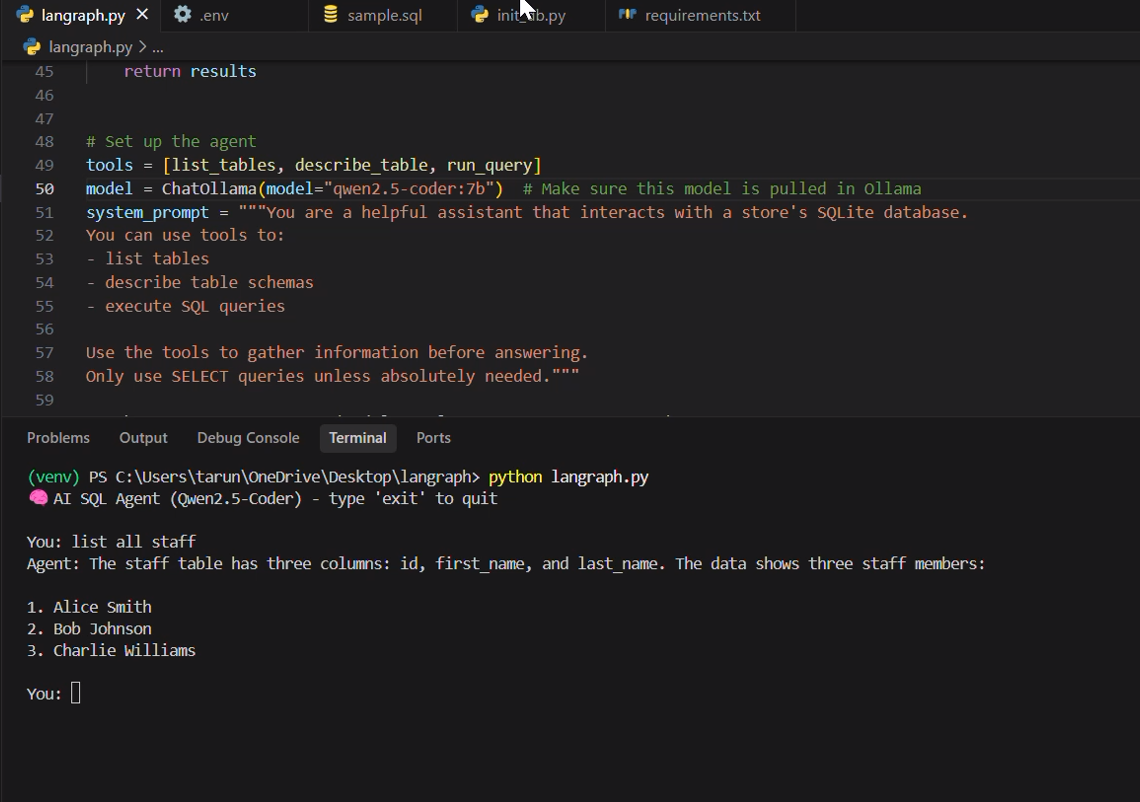 langraph.py
.env
sample.sql
init_db.py
requirements.txt
langraph.py > ...
45 return results
46
47
48 # Set up the agent
49 tools = [list_tables, describe_table, run_query]
50 model = ChatOllama(model="qwen2.5-coder:7b")  # Make sure this model is pulled in Ollama
51 system_prompt = """You are a helpful assistant that interacts with a store's SQLite database.
52 You can use tools to:
53 - list tables
54 - describe table schemas
55 - execute SQL queries
56
57 Use the tools to gather information before answering.
58 Only use SELECT queries unless absolutely needed."""
59
Problems Output Debug Console Terminal Ports
(venv) PS C:\Users\tarun\OneDrive\Desktop\langraph> python langraph.py
🧠 AI SQL Agent (Qwen2.5-Coder) - type 'exit' to quit
You: list all staff
Agent: The staff table has three columns: id, first_name, and last_name. The data shows three staff members:
1. Alice Smith
2. Bob Johnson
3. Charlie Williams
You: